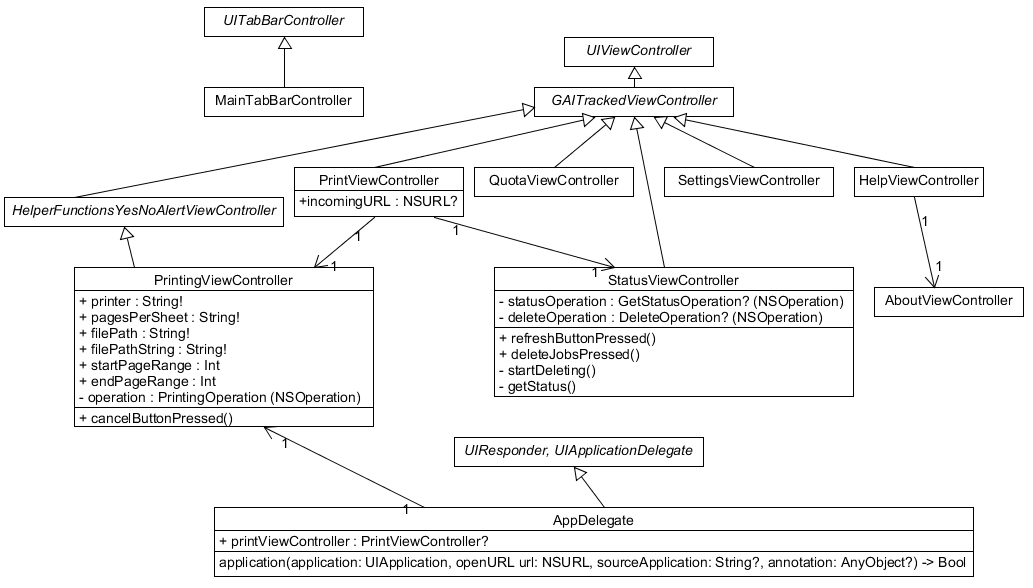 UITabBarController
UIViewController
MainTabBarController
GAITrackedViewController
PrintViewController
+incomingURL : NSURL?
QuotaViewController
SettingsViewController
HelpViewController
HelperFunctionsYesNoAlertViewController
1
1
1
1
1
1
PrintingViewController
+ printer : String!
+ pagesPerSheet : String!
+ filePath : String!
+ filePathString : String!
+ startPageRange : Int
+ endPageRange : Int
- operation : PrintingOperation (NSOperation)
+ cancelButtonPressed()
StatusViewController
- statusOperation : GetStatusOperation? (NSOperation)
- deleteOperation : DeleteOperation? (NSOperation)
+ refreshButtonPressed()
+ deleteJobsPressed()
- startDeleting()
- getStatus()
AboutViewController
1
UIResponder, UIApplicationDelegate
1
AppDelegate
+ printViewController : PrintViewController?
application(application: UIApplication, openURL url: NSURL, sourceApplication: String?, annotation: AnyObject?) -> Bool